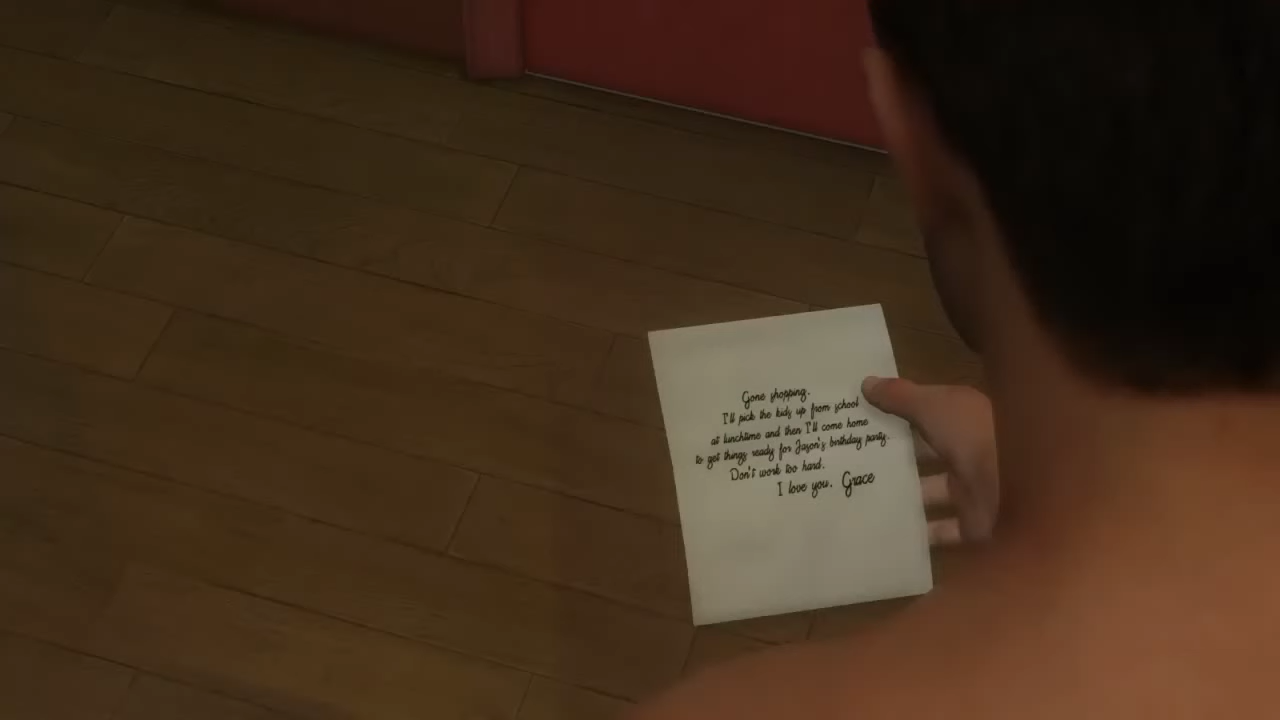 Gone shopping.
I'll pick the kids up from school
at lunchtime and then I'll come home
to get things ready for Jason's birthday party.
Don't work too hard.
I love you. Grace